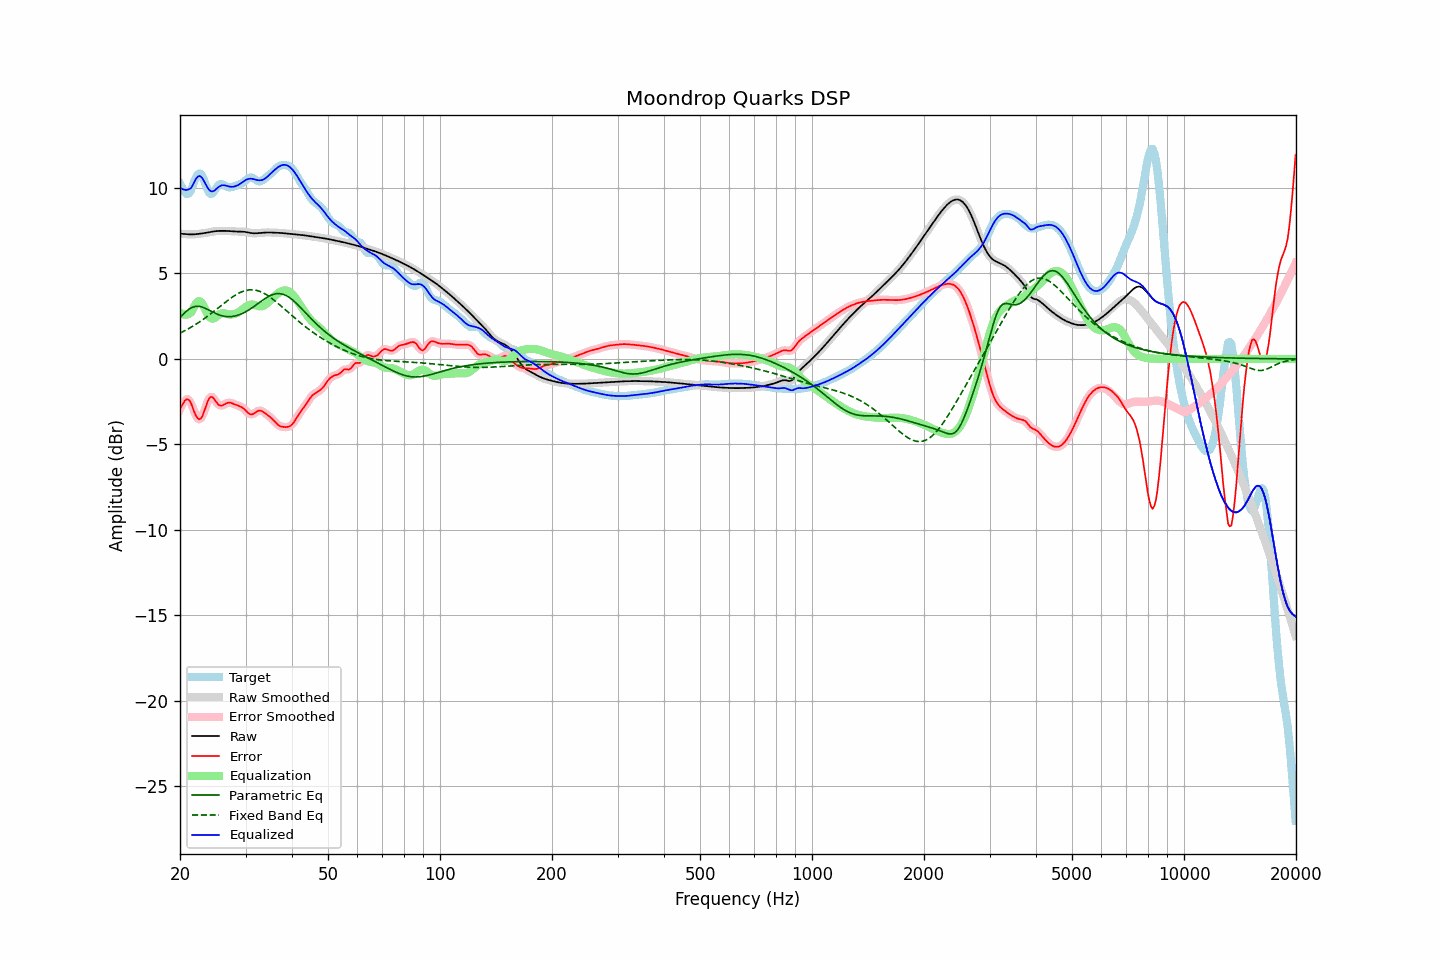 Moondrop Quarks DSP
Amplitude (dBr)
10
5
0
−5
−10
−15
−20
−25
Target
Raw Smoothed
Error Smoothed
Raw
Error
Equalization
Parametric Eq
Fixed Band Eq
Equalized
20 50 100 200 500 1000 2000 5000 10000 20000
Frequency (Hz)